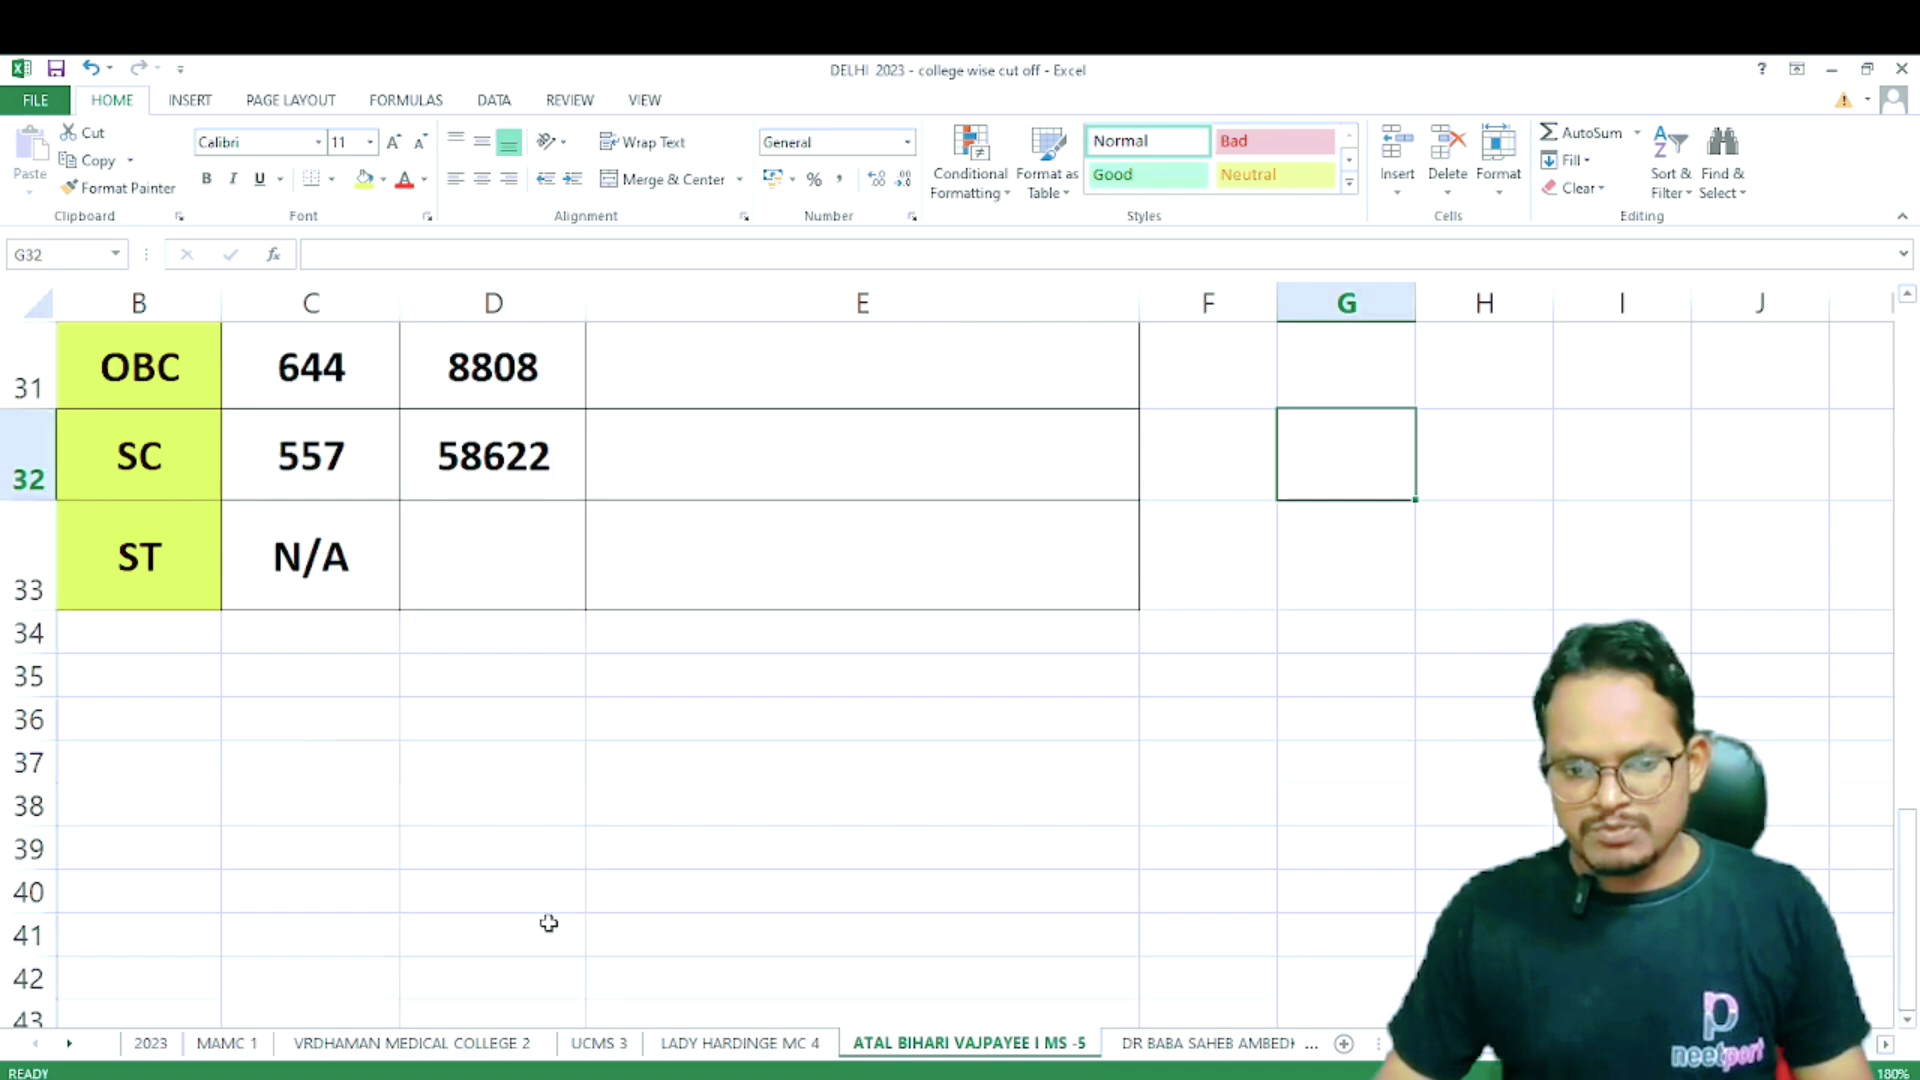 DELHI 2023 - college wise cut off - Excel
FILE HOME INSERT PAGE LAYOUT FORMULAS DATA REVIEW VIEW
Paste
Cut
Copy
Format Painter
Clipboard
Calibri 11
B I U
Font
Wrap Text
Merge & Center
Alignment
General
%
Number
Conditional Formatting
Format as Table
Normal Bad
Good Neutral
Styles
Insert Delete Format
Cells
AutoSum
Fill
Clear
Sort & Filter
Find & Select
Editing
G32
fx
B C D E F G H I J
31 OBC 644 8808
32 SC 557 58622
33 ST N/A
34
35
36
37
38
39
40
41
42
43
neetport
2023 MAMC 1 VRDHAMAN MEDICAL COLLEGE 2 UCMS 3 LADY HARDINGE MC 4 ATAL BIHARI VAJPAYEE I MS -5 DR BABA SAHEB AMBEDK ...
READY 180%